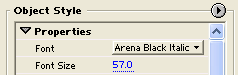 Object Style
Properties
Font Arena Black Italic
Font Size 57.0